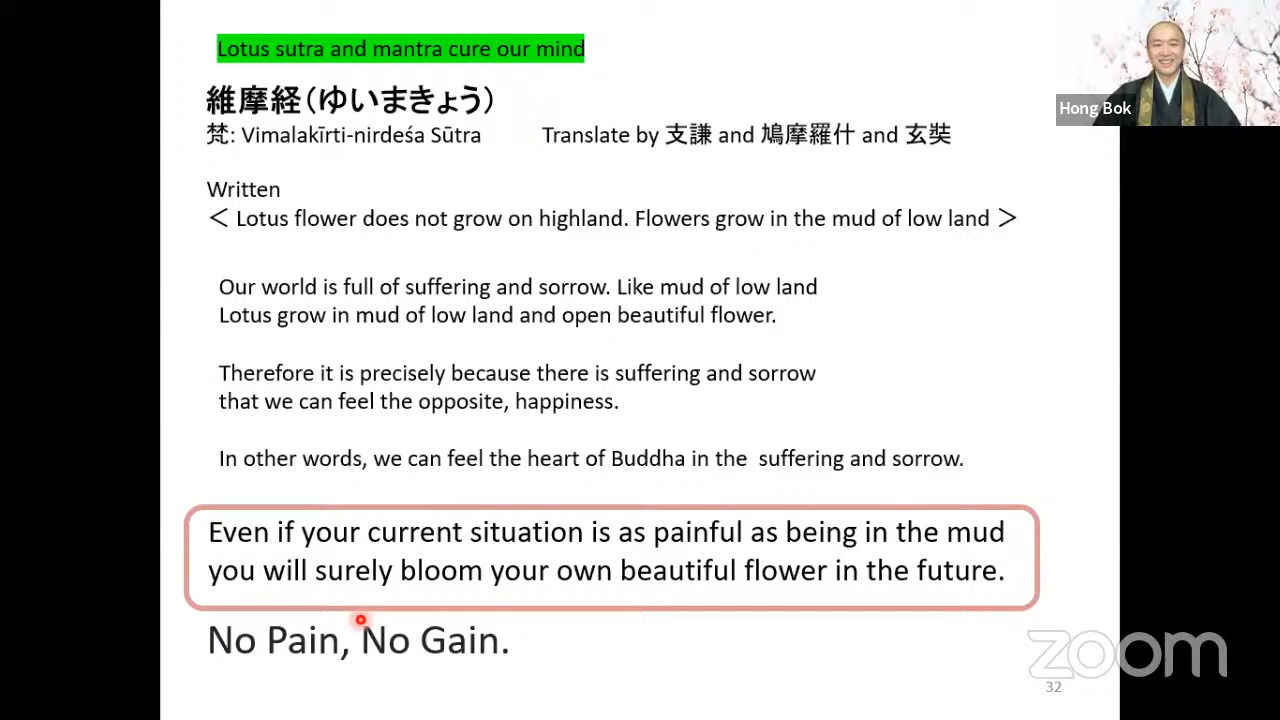 Lotus sutra and mantra cure our mind
維摩経(ゆいまきょう)
梵: Vimalakīrti-nirdeśa Sūtra Translate by 支謙 and 鳩摩羅什 and 玄奘
Hong Bok
Written
＜ Lotus flower does not grow on highland. Flowers grow in the mud of low land ＞
Our world is full of suffering and sorrow. Like mud of low land
Lotus grow in mud of low land and open beautiful flower.
Therefore it is precisely because there is suffering and sorrow
that we can feel the opposite, happiness.
In other words, we can feel the heart of Buddha in the suffering and sorrow.
Even if your current situation is as painful as being in the mud
you will surely bloom your own beautiful flower in the future.
No Pain, No Gain.
zoom
32